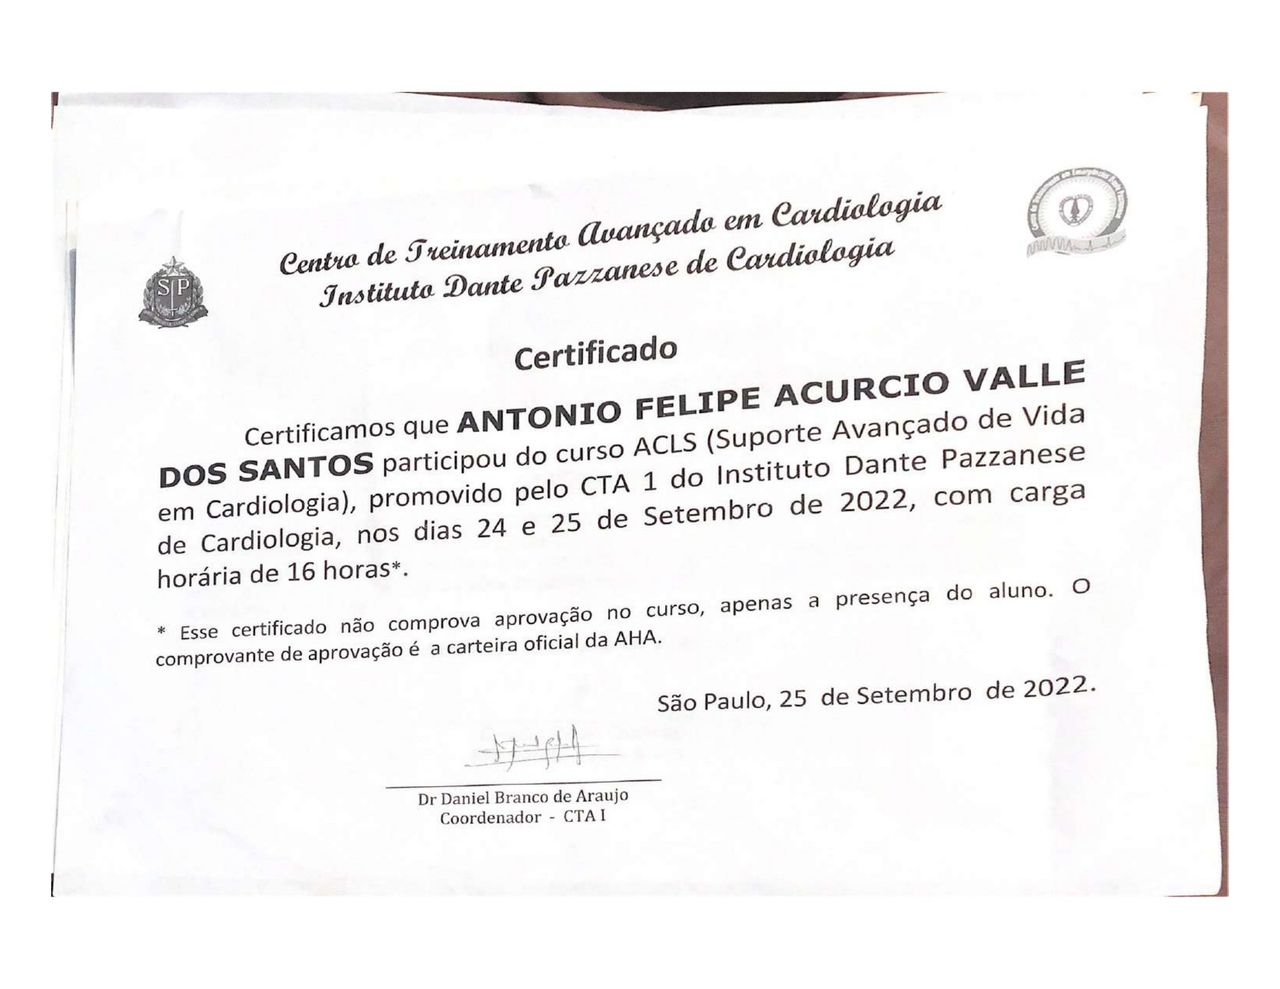 Centro de Treinamento Avançado em Cardiologia
Instituto Dante Pazzanese de Cardiologia
SP
Certificado
Certificamos que ANTONIO FELIPE ACURCIO VALLE
DOS SANTOS participou do curso ACLS (Suporte Avançado de Vida
em Cardiologia), promovido pelo CTA 1 do Instituto Dante Pazzanese
de Cardiologia, nos dias 24 e 25 de Setembro de 2022, com carga
horária de 16 horas*.
* Esse certificado não comprova aprovação no curso, apenas a presença do aluno. O
comprovante de aprovação é a carteira oficial da AHA.
São Paulo, 25 de Setembro de 2022.
Dr Daniel Branco de Araujo
Coordenador - CTA I